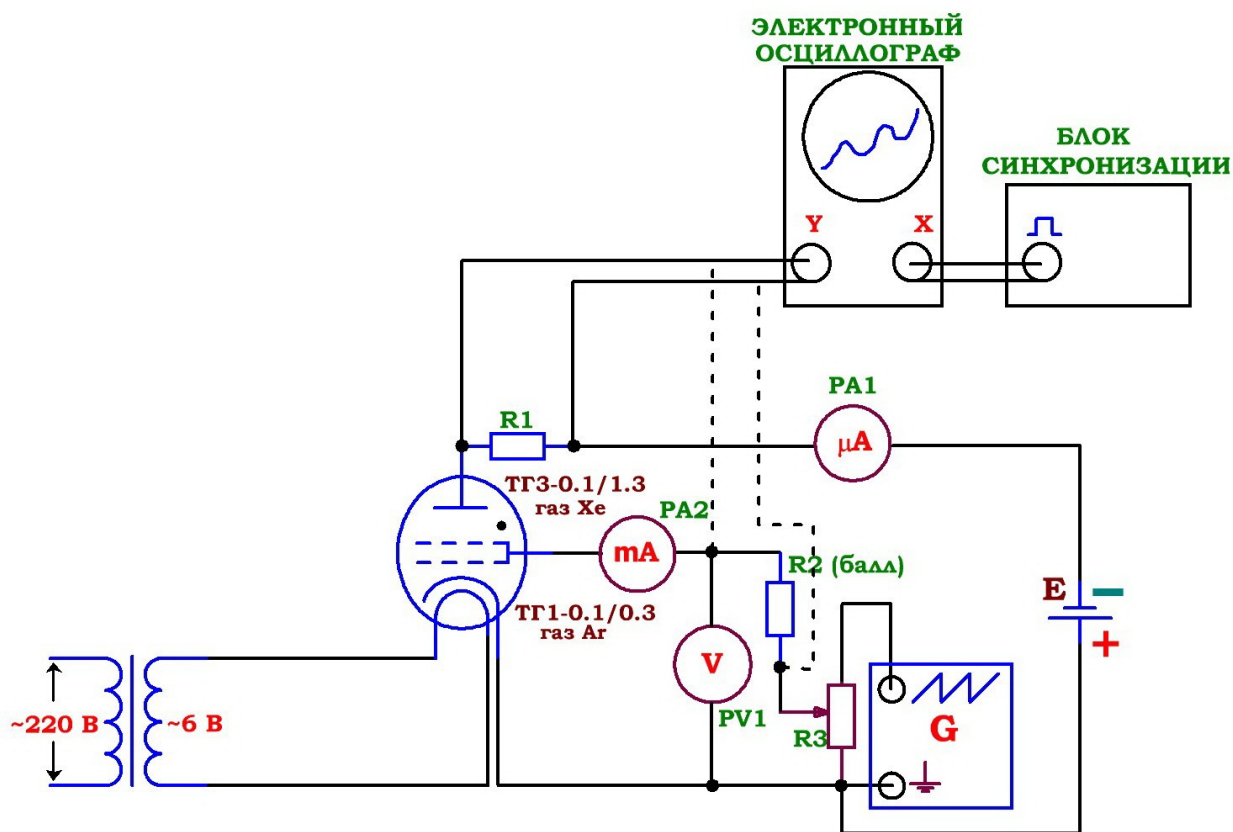 ЭЛЕКТРОННЫЙ
ОСЦИЛЛОГРАФ
БЛОК
СИНХРОНИЗАЦИИ
Y
X
PA1
μA
R1
ТГ3-0.1/1.3
газ Xe
PA2
mA
R2 (балл)
ТГ1-0.1/0.3
газ Ar
E
−
+
V
PV1
R3
G
~220 В
~6 В